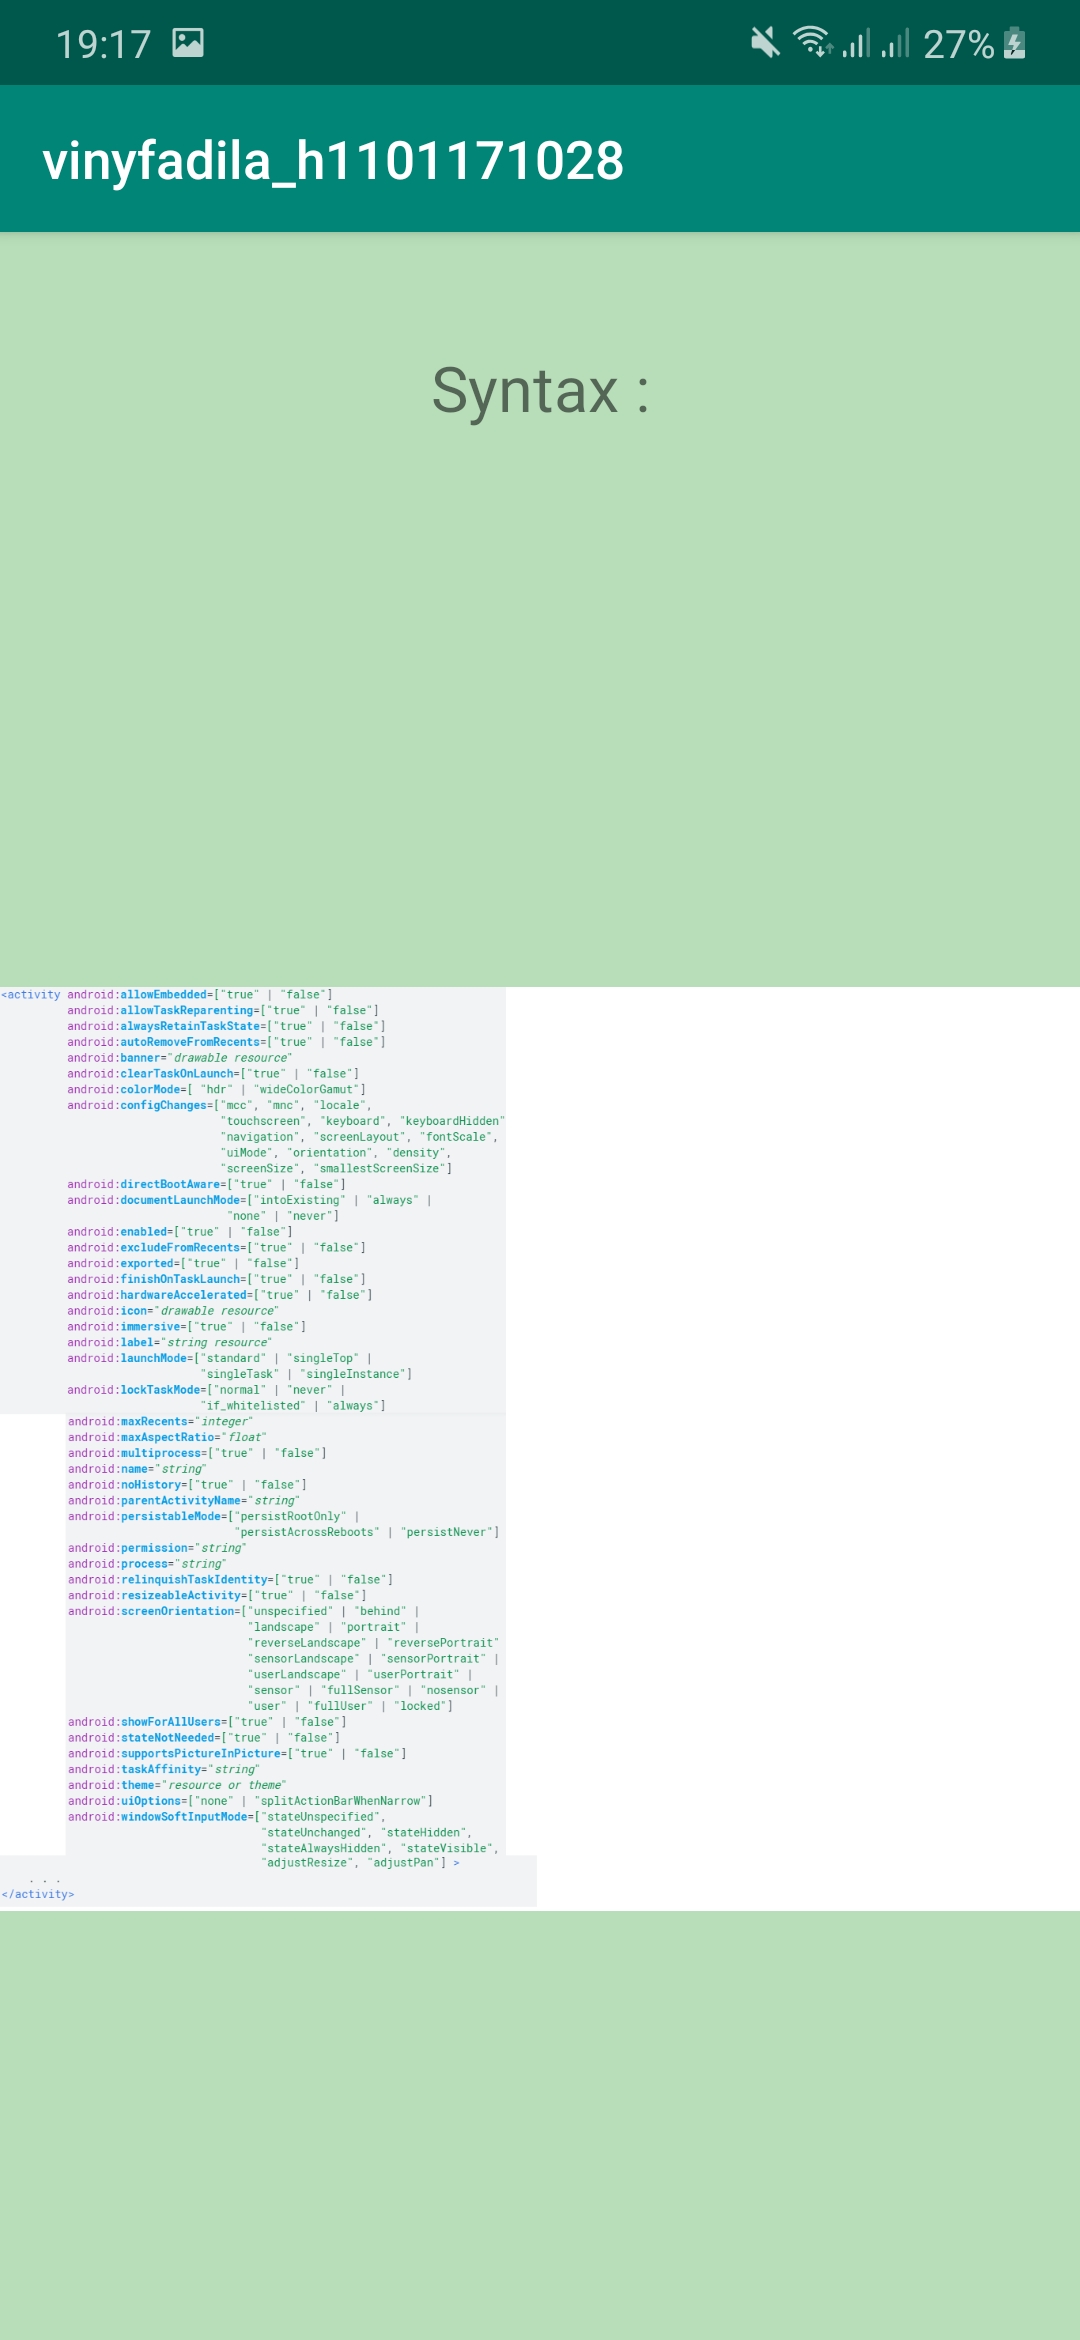 19:17 27%
vinyfadila_h1101171028
Syntax :
<activity android:allowEmbedded=["true" | "false"]
android:allowTaskReparenting=["true" | "false"]
android:alwaysRetainTaskState=["true" | "false"]
android:autoRemoveFromRecents=["true" | "false"]
android:banner="drawable resource"
android:clearTaskOnLaunch=["true" | "false"]
android:colorMode=[ "hdr" | "wideColorGamut"]
android:configChanges=["mcc", "mnc", "locale",
"touchscreen", "keyboard", "keyboardHidden"
"navigation", "screenLayout", "fontScale",
"uiMode", "orientation", "density",
"screenSize", "smallestScreenSize"]
android:directBootAware=["true" | "false"]
android:documentLaunchMode=["intoExisting" | "always" |
"none" | "never"]
android:enabled=["true" | "false"]
android:excludeFromRecents=["true" | "false"]
android:exported=["true" | "false"]
android:finishOnTaskLaunch=["true" | "false"]
android:hardwareAccelerated=["true" | "false"]
android:icon="drawable resource"
android:immersive=["true" | "false"]
android:label="string resource"
android:launchMode=["standard" | "singleTop" |
"singleTask" | "singleInstance"]
android:lockTaskMode=["normal" | "never" |
"if_whitelisted" | "always"]
android:maxRecents="integer"
android:maxAspectRatio="float"
android:multiprocess=["true" | "false"]
android:name="string"
android:noHistory=["true" | "false"]
android:parentActivityName="string"
android:persistableMode=["persistRootOnly" |
"persistAcrossReboots" | "persistNever"]
android:permission="string"
android:process="string"
android:relinquishTaskIdentity=["true" | "false"]
android:resizeableActivity=["true" | "false"]
android:screenOrientation=["unspecified" | "behind" |
"landscape" | "portrait" |
"reverseLandscape" | "reversePortrait"
"sensorLandscape" | "sensorPortrait" |
"userLandscape" | "userPortrait" |
"sensor" | "fullSensor" | "nosensor" |
"user" | "fullUser" | "locked"]
android:showForAllUsers=["true" | "false"]
android:stateNotNeeded=["true" | "false"]
android:supportsPictureInPicture=["true" | "false"]
android:taskAffinity="string"
android:theme="resource or theme"
android:uiOptions=["none" | "splitActionBarWhenNarrow"]
android:windowSoftInputMode=["stateUnspecified",
"stateUnchanged", "stateHidden",
"stateAlwaysHidden", "stateVisible",
"adjustResize", "adjustPan"] >
. . .
</activity>